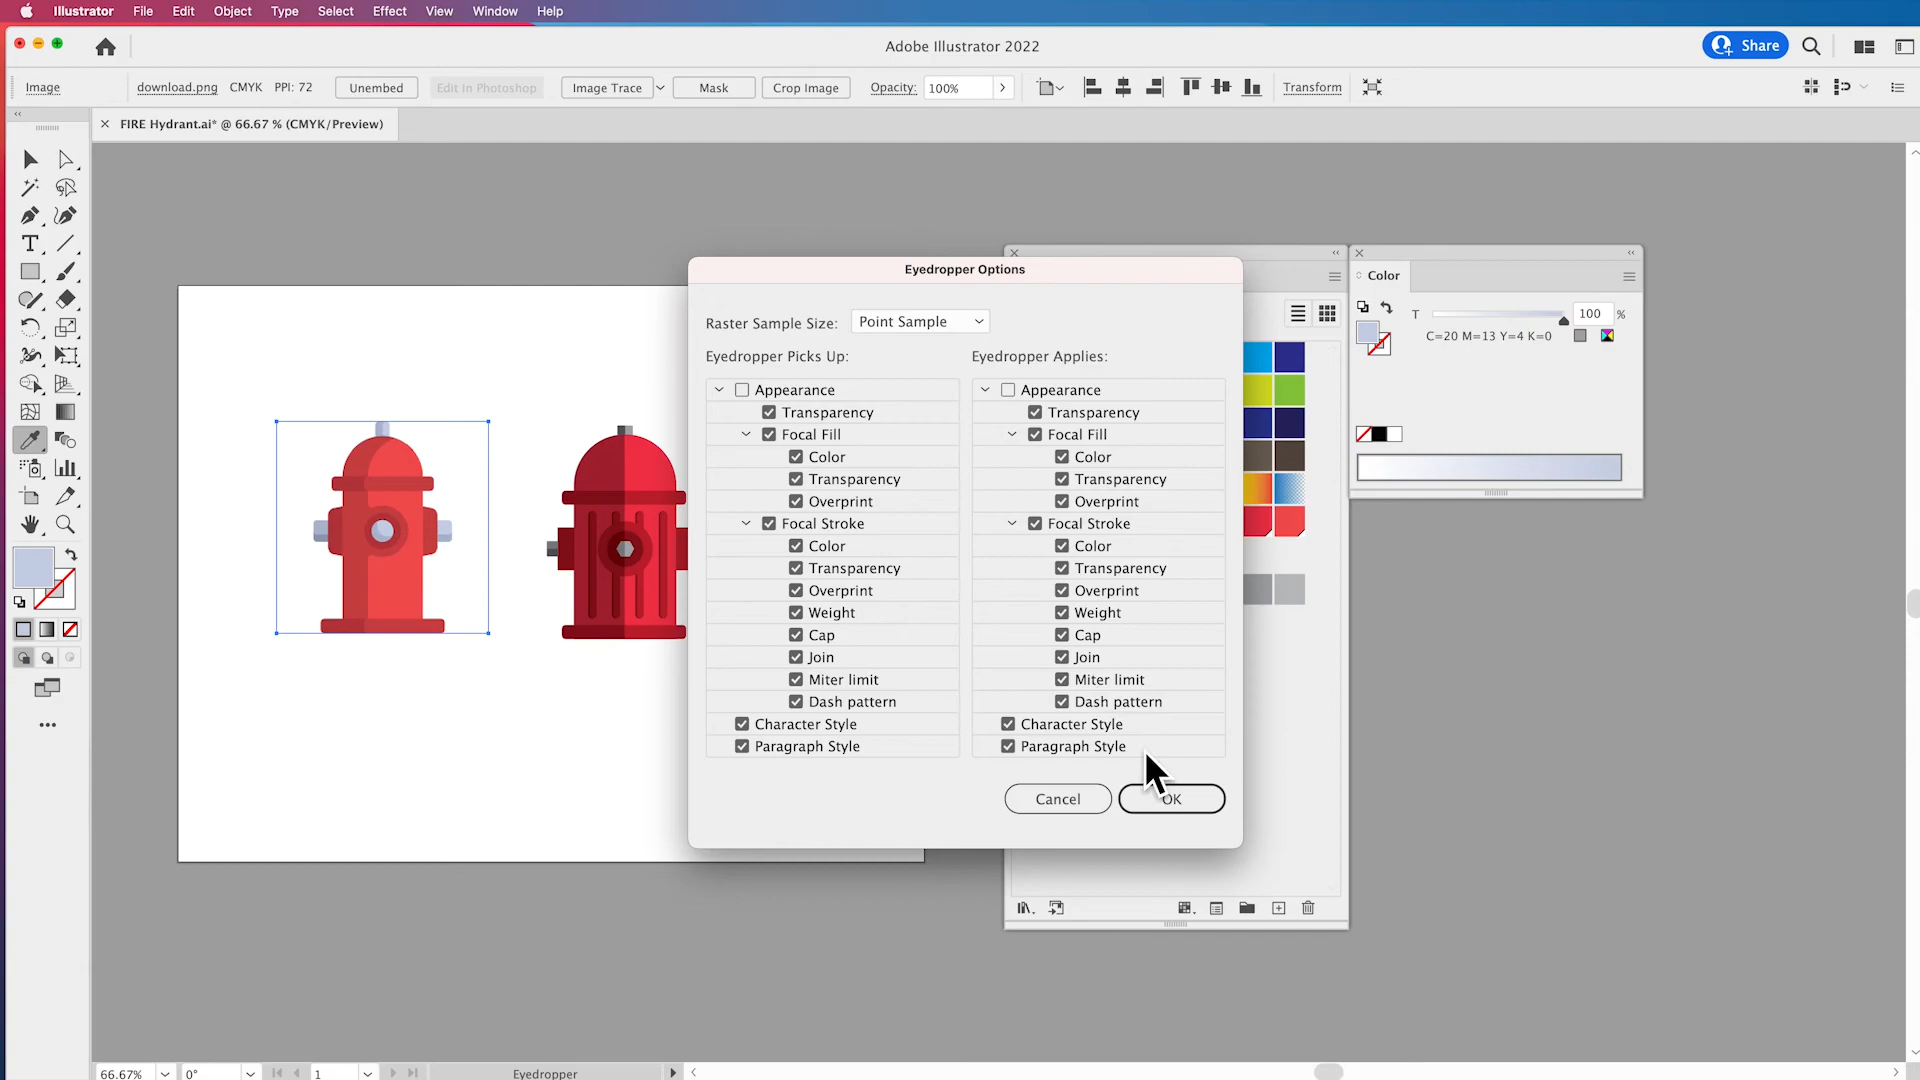 Illustrator File Edit Object Type Select Effect View Window Help
Adobe Illustrator 2022
Share
Image download.png CMYK PPI: 72 Unembed Edit In Photoshop Image Trace Mask Crop Image Opacity: 100% Transform
FIRE Hydrant.ai* @ 66.67 % (CMYK/Preview)
Eyedropper Options
Raster Sample Size: Point Sample
Eyedropper Picks Up: Eyedropper Applies:
Appearance Appearance
Transparency Transparency
Focal Fill Focal Fill
Color Color
Transparency Transparency
Overprint Overprint
Focal Stroke Focal Stroke
Color Color
Transparency Transparency
Overprint Overprint
Weight Weight
Cap Cap
Join Join
Miter limit Miter limit
Dash pattern Dash pattern
Character Style Character Style
Paragraph Style Paragraph Style
Cancel OK
Color
T 100 %
C=20 M=13 Y=4 K=0
66.67% 0° 1 Eyedropper